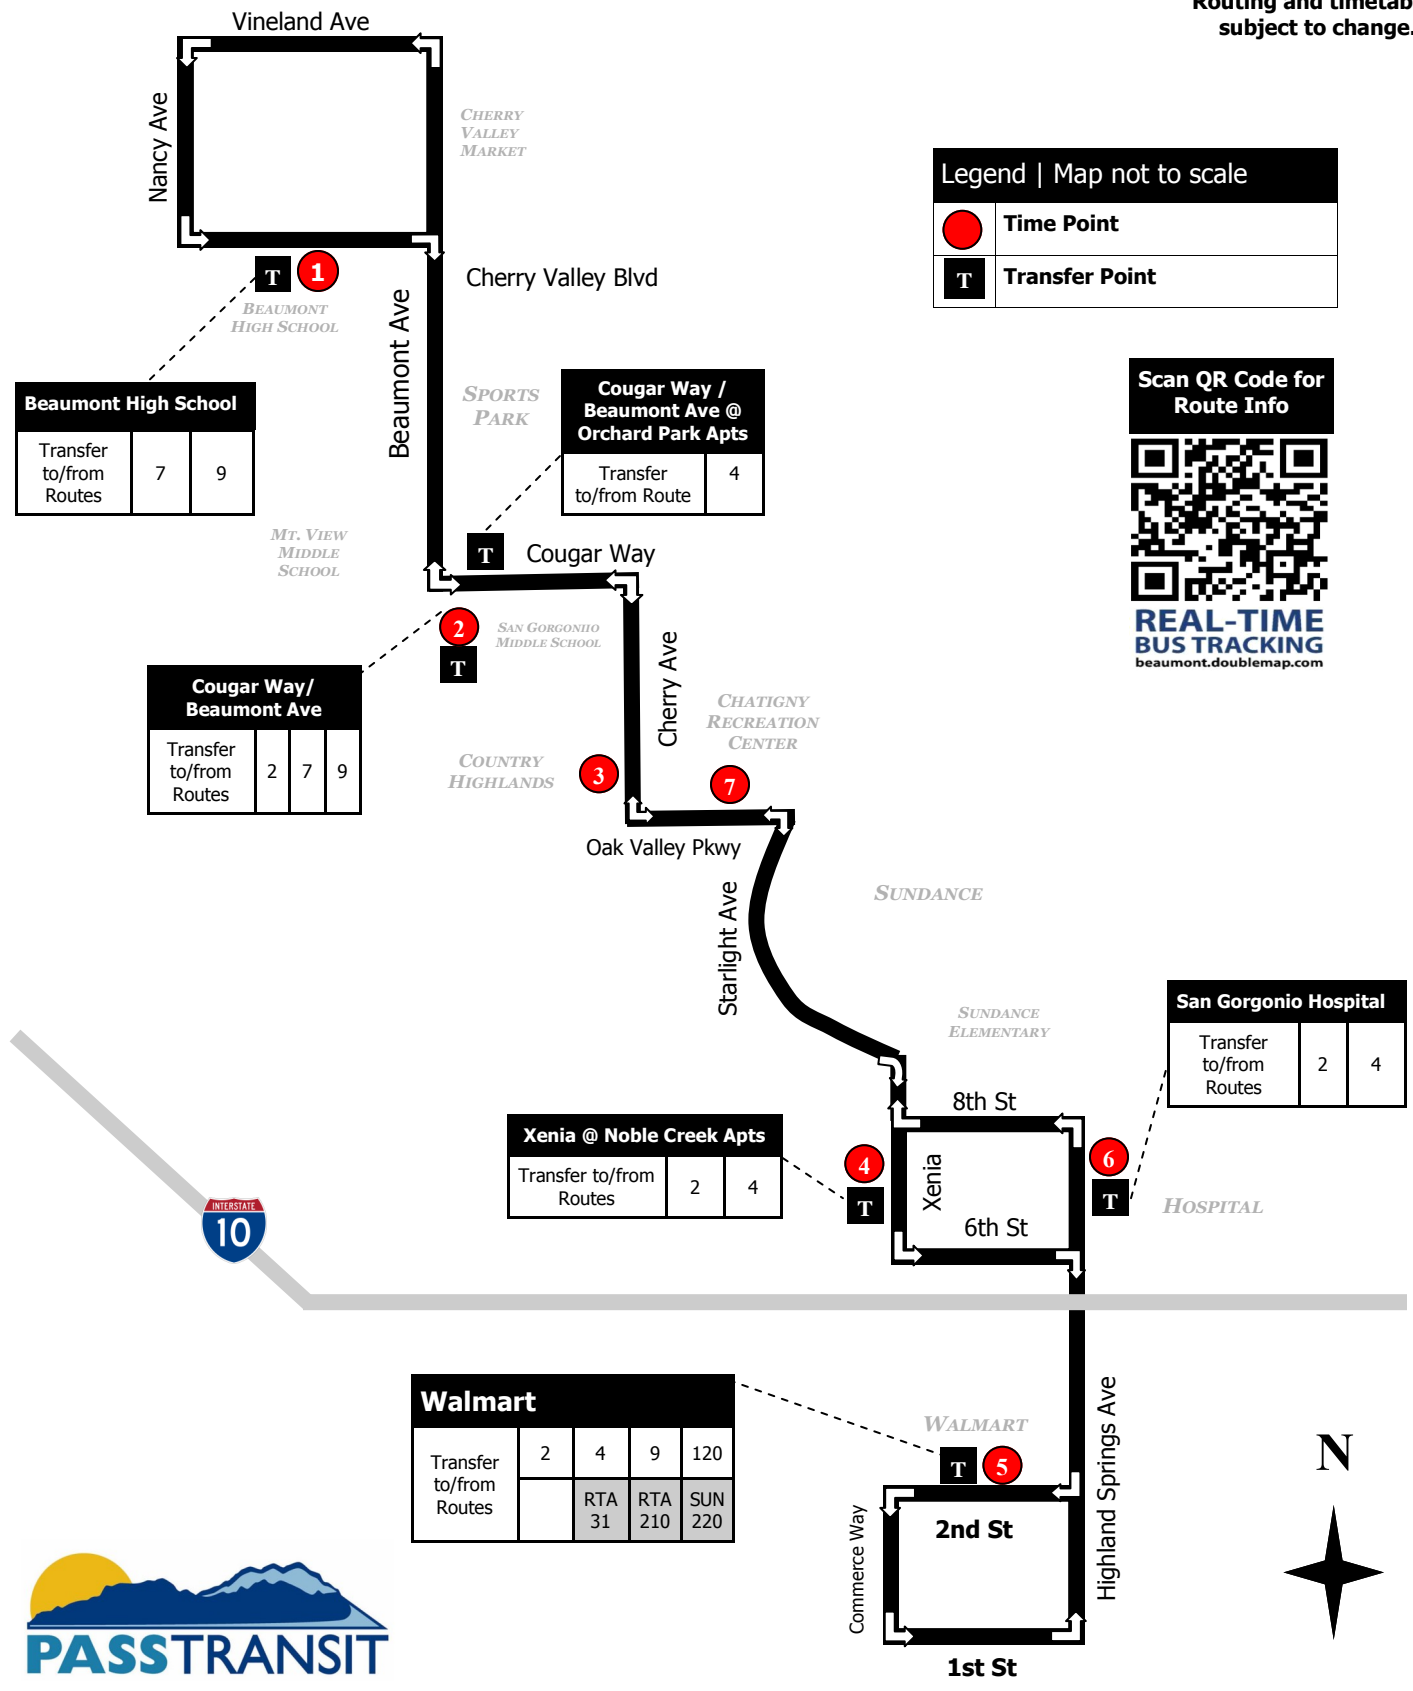 Routing and timetab
subject to change.
Vineland Ave
Nancy Ave
CHERRY
VALLEY
MARKET
Legend | Map not to scale
Time Point
T
Transfer Point
T
1
Cherry Valley Blvd
BEAUMONT
HIGH SCHOOL
Beaumont Ave
Scan QR Code for
Route Info
REAL-TIME
BUS TRACKING
beaumont.doublemap.com
Beaumont High School
Transfer
to/from
Routes
7
9
SPORTS
PARK
Cougar Way /
Beaumont Ave @
Orchard Park Apts
Transfer
to/from Route
4
MT. VIEW
MIDDLE
SCHOOL
T
Cougar Way
2
T
SAN GORGONIIO
MIDDLE SCHOOL
Cougar Way/
Beaumont Ave
Transfer
to/from
Routes
2
7
9
Cherry Ave
CHATIGNY
RECREATION
CENTER
COUNTRY
HIGHLANDS
3
7
Oak Valley Pkwy
Starlight Ave
SUNDANCE
SUNDANCE
ELEMENTARY
San Gorgonio Hospital
Transfer
to/from
Routes
2
4
8th St
Xenia @ Noble Creek Apts
Transfer to/from
Routes
2
4
4
T
Xenia
6
T
HOSPITAL
6th St
INTERSTATE
10
Walmart
Transfer
to/from
Routes
2
4
9
120
RTA
31
RTA
210
SUN
220
WALMART
T
5
Highland Springs Ave
2nd St
Commerce Way
1st St
N
PASSTRANSIT